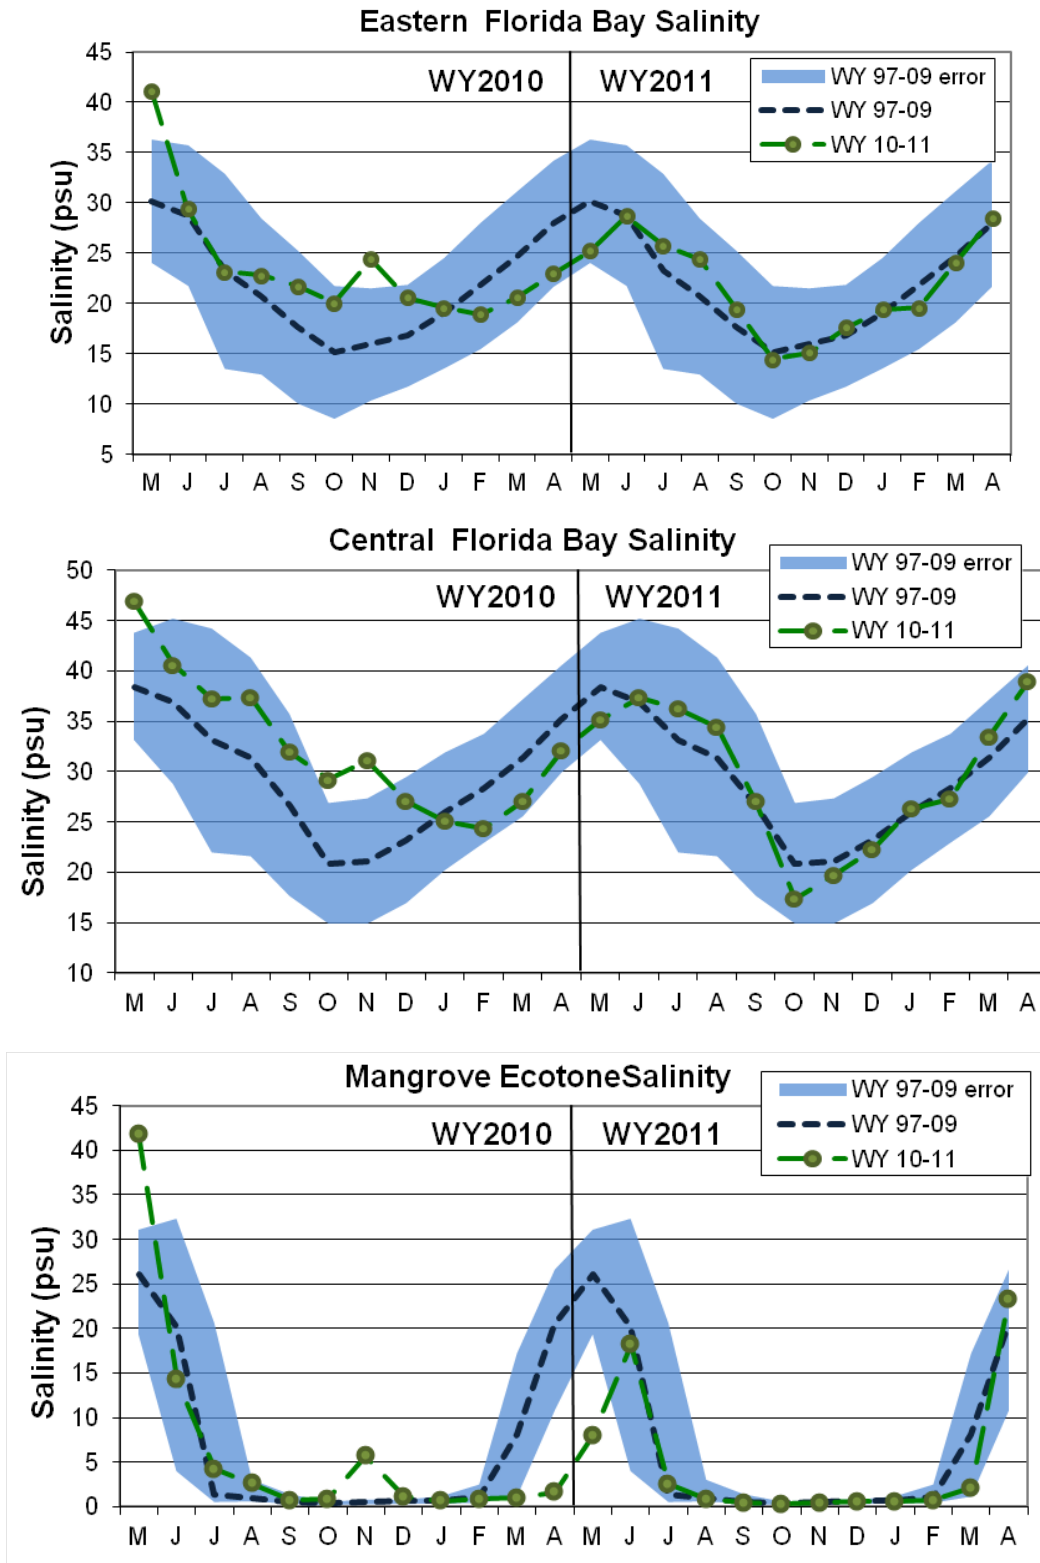 Eastern Florida Bay Salinity
45
40
35
30
25
20
15
10
5
Salinity (psu)
WY2010
WY2011
WY 97-09 error
WY 97-09
WY 10-11
M J J A S O N D J F M A M J J A S O N D J F M A
Central Florida Bay Salinity
50
45
40
35
30
25
20
15
10
Salinity (psu)
WY2010
WY2011
WY 97-09 error
WY 97-09
WY 10-11
M J J A S O N D J F M A M J J A S O N D J F M A
Mangrove EcotoneSalinity
45
40
35
30
25
20
15
10
5
0
Salinity (psu)
WY2010
WY2011
WY 97-09 error
WY 97-09
WY 10-11
M J J A S O N D J F M A M J J A S O N D J F M A